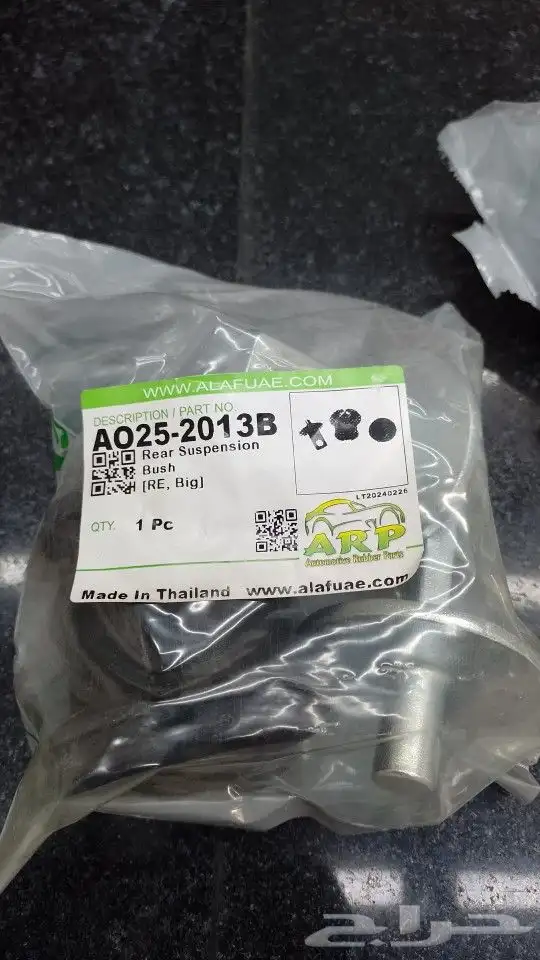 WWW.ALAFUAE.COM
DESCRIPTION / PART NO.
AO25-2013B
Rear Suspension
Bush
[RE, Big]
LT20240226
QTY. 1 Pc
ARP
Automotive Rubber Parts
Made In Thailand www.alafuae.com
حراج